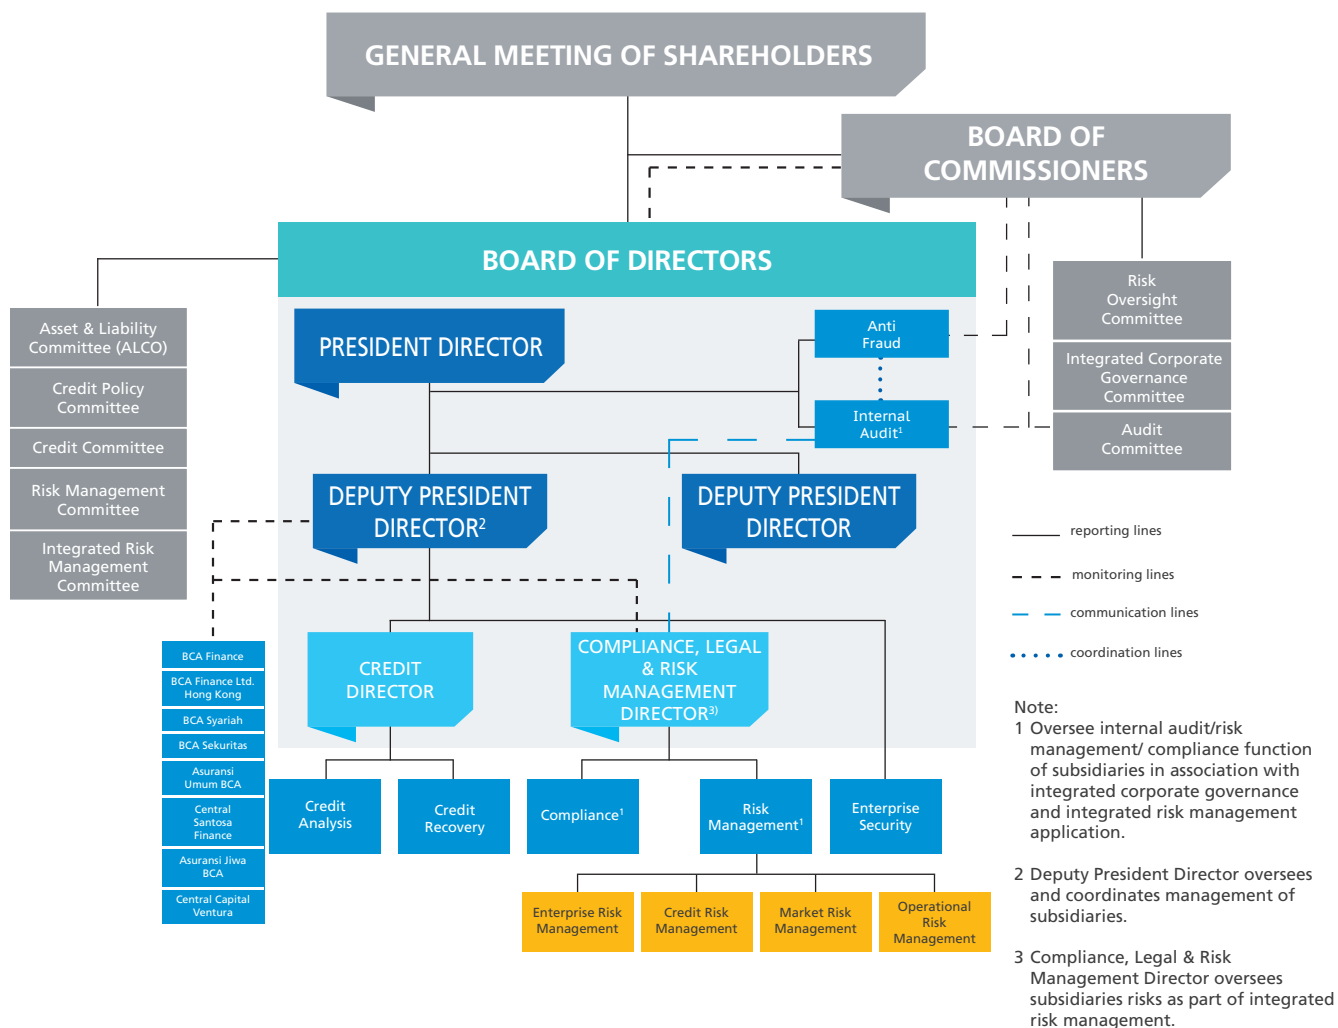 GENERAL MEETING OF SHAREHOLDERS
BOARD OF
COMMISSIONERS
BOARD OF DIRECTORS
Asset & Liability
Committee (ALCO)
Credit Policy
Committee
Credit Committee
Risk Management
Committee
Integrated Risk
Management
Committee
PRESIDENT DIRECTOR
Anti
Fraud
Internal
Audit¹
Risk
Oversight
Committee
Integrated Corporate
Governance
Committee
Audit
Committee
DEPUTY PRESIDENT
DIRECTOR²
DEPUTY PRESIDENT
DIRECTOR
reporting lines
monitoring lines
communication lines
coordination lines
CREDIT
DIRECTOR
COMPLIANCE, LEGAL
& RISK
MANAGEMENT
DIRECTOR³⁾
BCA Finance
BCA Finance Ltd.
Hong Kong
BCA Syariah
BCA Sekuritas
Asuransi
Umum BCA
Central
Santosa
Finance
Asuransi Jiwa
BCA
Central Capital
Ventura
Credit
Analysis
Credit
Recovery
Compliance¹
Risk
Management¹
Enterprise
Security
Enterprise Risk
Management
Credit Risk
Management
Market Risk
Management
Operational
Risk
Management
Note:
1 Oversee internal audit/risk
management/ compliance function
of subsidiaries in association with
integrated corporate governance
and integrated risk management
application.
2 Deputy President Director oversees
and coordinates management of
subsidiaries.
3 Compliance, Legal & Risk
Management Director oversees
subsidiaries risks as part of integrated
risk management.